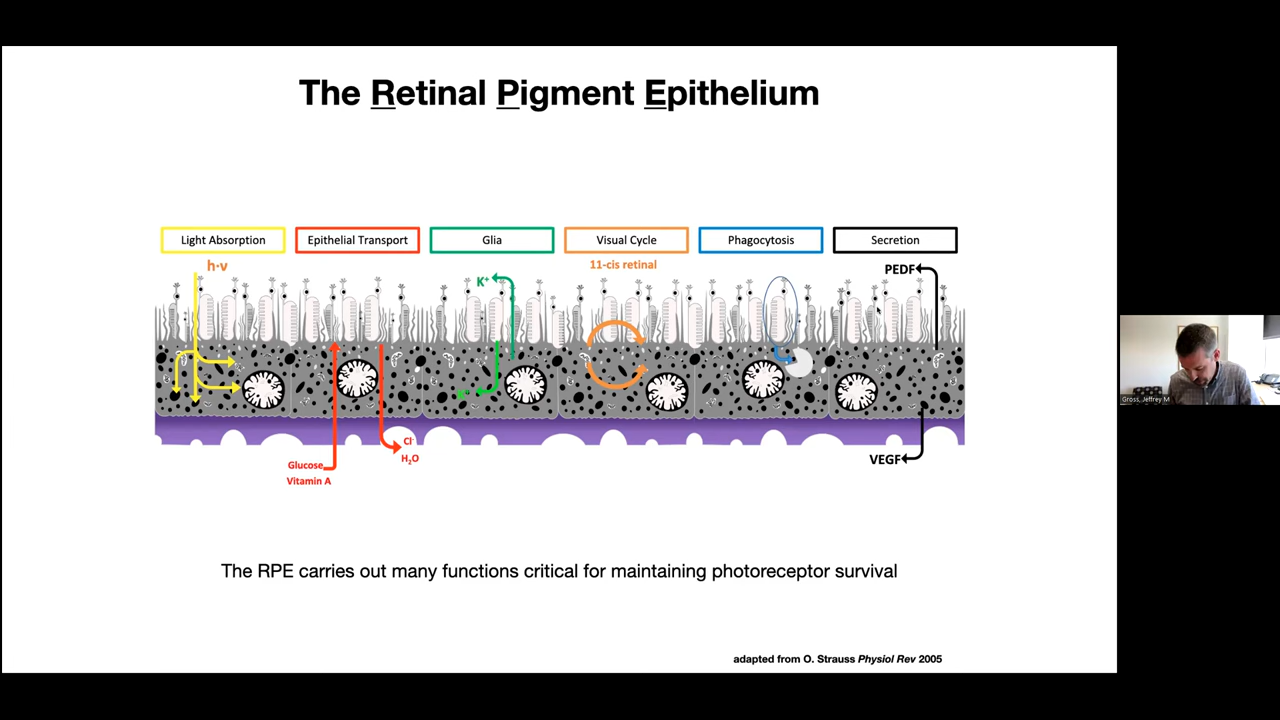 The Retinal Pigment Epithelium
Light Absorption
Epithelial Transport
Glia
Visual Cycle
Phagocytosis
Secretion
h·ν
K⁺
11-cis retinal
PEDF
Glucose
Vitamin A
Cl⁻
H₂O
VEGF
The RPE carries out many functions critical for maintaining photoreceptor survival
adapted from O. Strauss Physiol Rev 2005
Gross, Jeffrey M